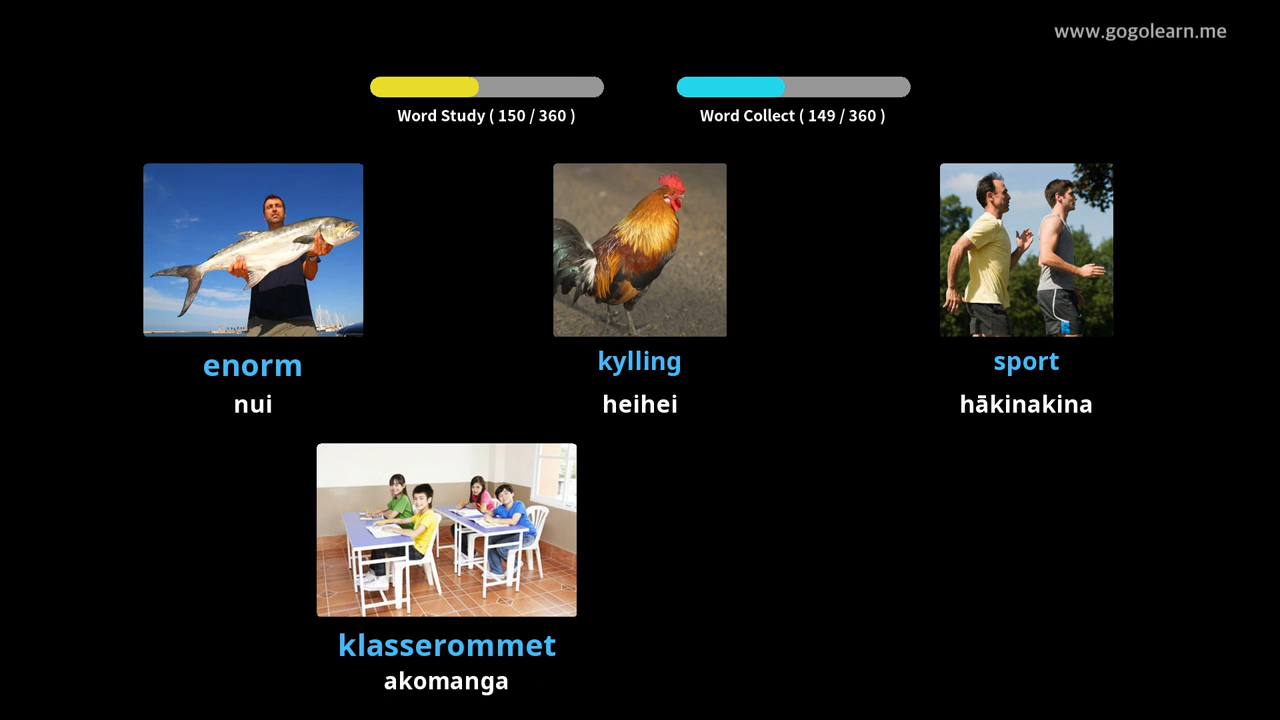 www.gogolearn.me
Word Study ( 150 / 360 )
Word Collect ( 149 / 360 )
enorm
nui
kylling
heihei
sport
hākinakina
klasserommet
akomanga